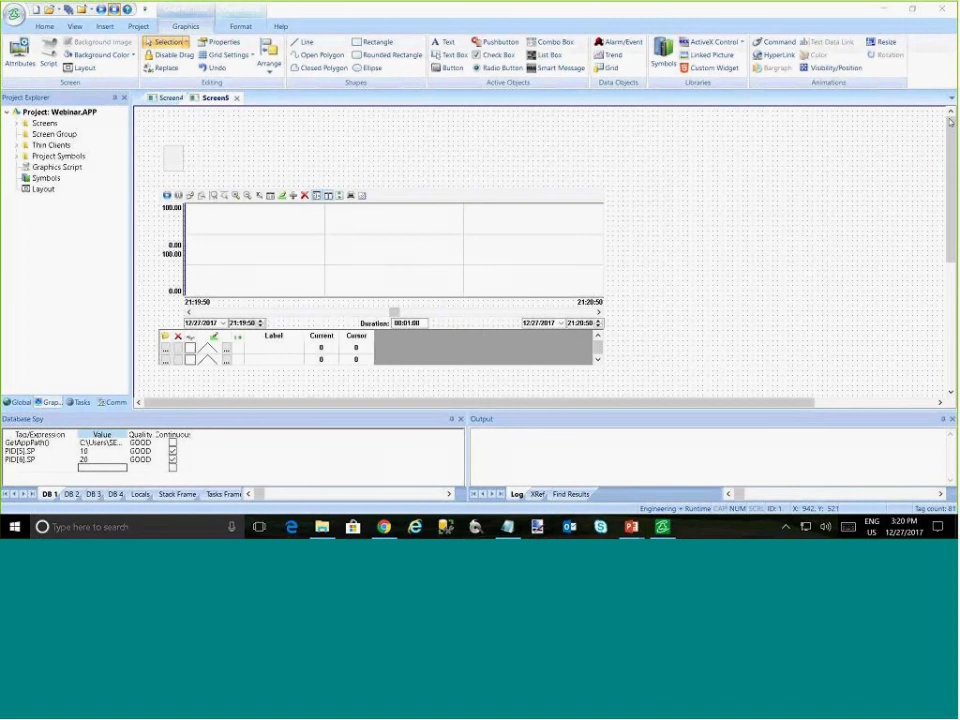 Home View Insert Project Graphics Format Help
Attributes Script Background Image Background Color Layout
Selection Disable Drag Replace Properties Grid Settings Undo Arrange
Line Open Polygon Closed Polygon Rectangle Rounded Rectangle Ellipse
A Text Text Box Button Pushbutton Check Box Radio Button Combo Box List Box Smart Message
Alarm/Event Trend Grid
Symbols ActiveX Control Linked Picture Custom Widget
Command HyperLink Bargraph Text Data Link Color Visibility/Position Resize Rotation
Screen Editing Shapes Active Objects Data Objects Libraries Animations
Project Explorer
Screen4 Screen5
Project: Webinar.APP
Screens
Screen Group
Thin Clients
Project Symbols
Graphics Script
Symbols
Layout
100.00
0.00
100.00
0.00
21:19:50 21:20:50
12/27/2017 21:19:50 Duration: 00:01:00 12/27/2017 21:20:50
Label Current Cursor
... ... 0 0
... ... 0 0
Global Grap... Tasks Comm
Database Spy
Tag/Expression Value Quality Continuous
GetAppPath() C:\Users\SE... GOOD
PID[5].SP 10 GOOD
PID[6].SP 20 GOOD
DB 1 DB 2 DB 3 DB 4 Locals Stack Frame Tasks Frame
Output
Log XRef Find Results
Engineering + Runtime CAP NUM SCRL ID: 1 X: 942, Y: 521 Tag count: 81
Type here to search
ENG US
3:20 PM
12/27/2017